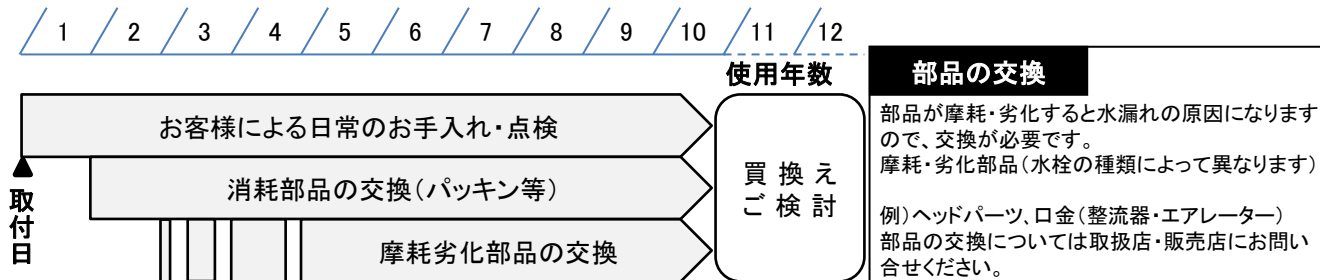 1 2 3 4 5 6 7 8 9 10 11 12
使用年数
お客様による日常のお手入れ・点検
消耗部品の交換（パッキン等）
摩耗劣化部品の交換
取付日
買換え
ご検討
部品の交換
部品が摩耗・劣化すると水漏れの原因になります
ので、交換が必要です。
摩耗・劣化部品（水栓の種類によって異なります）
例）ヘッドパーツ、口金（整流器・エアレーター）
部品の交換については取扱店・販売店にお問い
合せください。